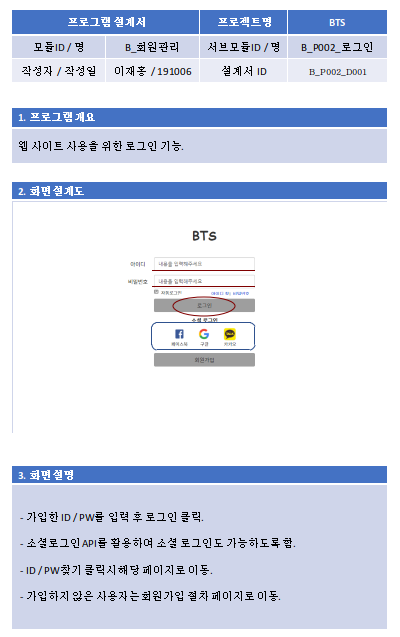 프로그램 설계서 프로젝트명 BTS
모듈ID / 명 B_회원관리 서브모듈ID / 명 B_P002_로그인
작성자 / 작성일 이재홍 / 191006 설계서 ID B_P002_D001
1. 프로그램개요
웹 사이트 사용을 위한 로그인 기능.
2. 화면설계도
BTS
아이디 내용을 입력해주세요
비밀번호 내용을 입력해주세요
자동로그인
로그인
소셜 로그인
페이스북 구글 카카오
회원가입
3. 화면설명
- 가입한 ID / PW를 입력 후 로그인 클릭.
- 소셜로그인 API를 활용하여 소셜 로그인도 가능하도록 함.
- ID / PW찾기 클릭시 해당 페이지로 이동.
- 가입하지 않은 사용자는 회원가입 절차 페이지로 이동.